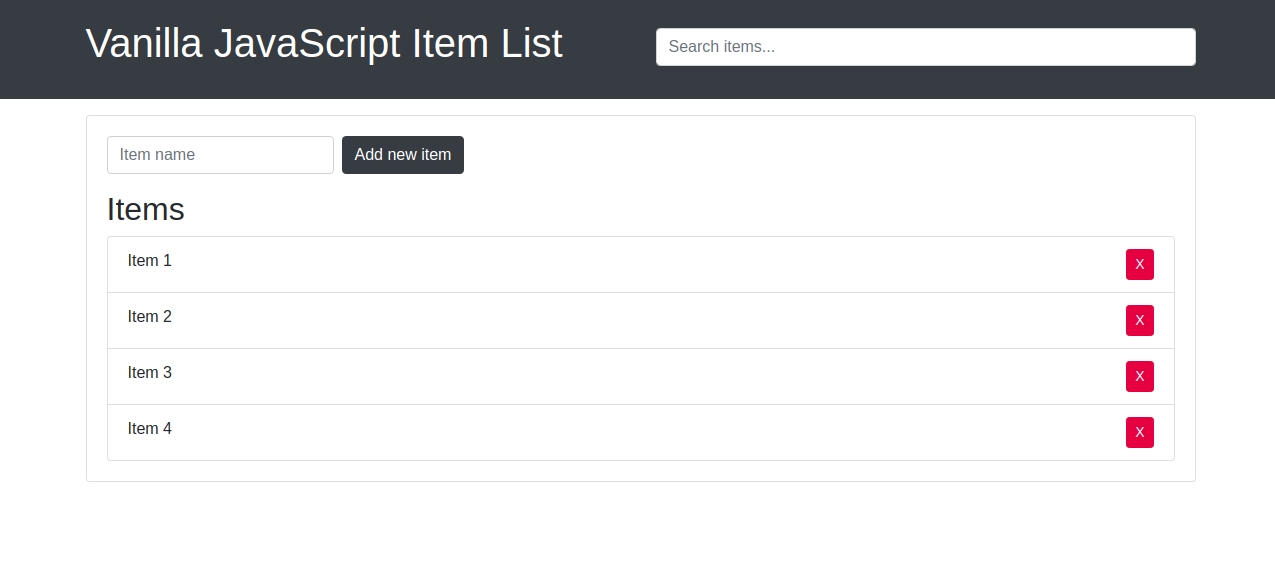 Vanilla JavaScript Item List
Search items...
Item name
Add new item
Items
Item 1
X
Item 2
X
Item 3
X
Item 4
X